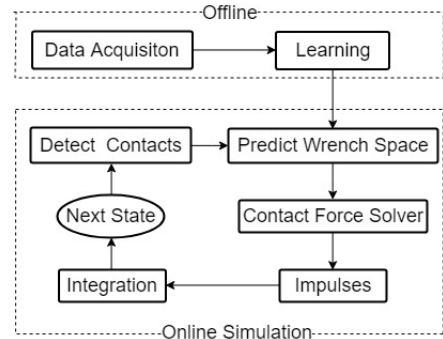 Offline
Data Acquisiton
Learning
Detect Contacts
Predict Wrench Space
Next State
Contact Force Solver
Integration
Impulses
Online Simulation